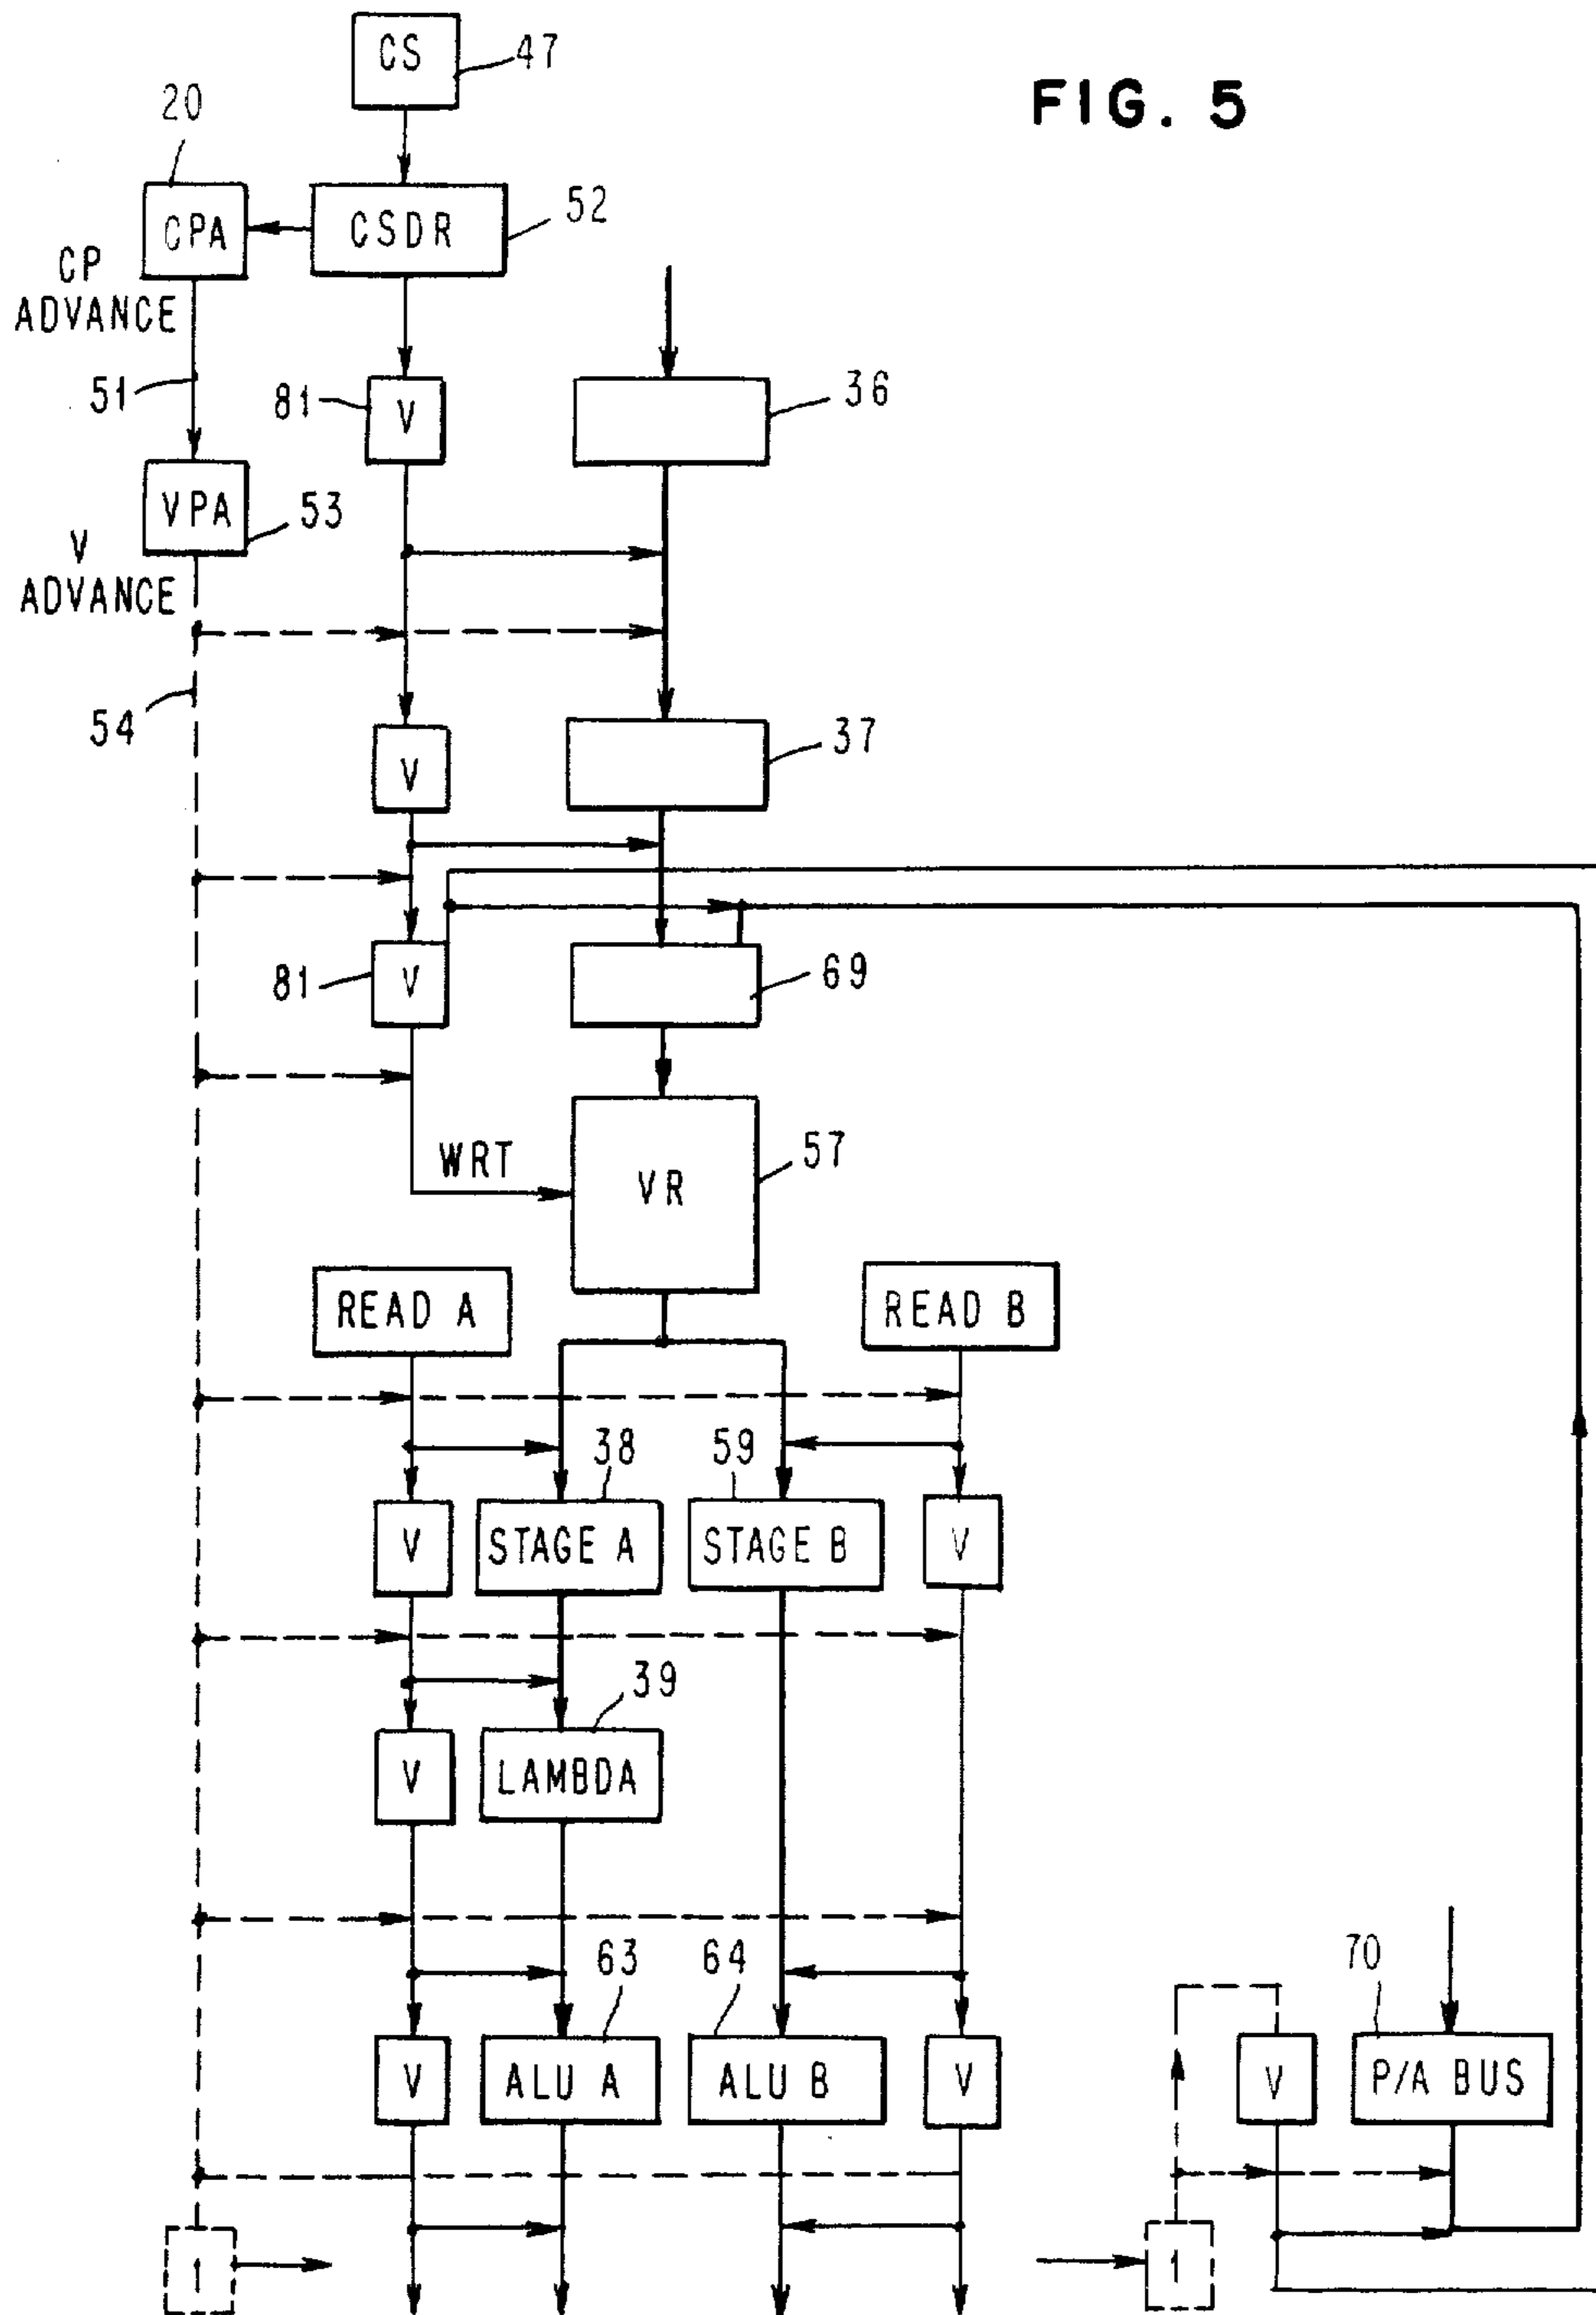 FIG. 5
CS
47
20
CPA
CSDR
52
CP
ADVANCE
51
81
V
36
VPA
53
V
ADVANCE
54
V
37
81
V
69
WRT
VR
57
READ A
READ B
38
59
V
STAGE A
STAGE B
V
39
V
LAMBDA
63
64
70
V
ALU A
ALU B
V
V
P/A BUS
1
1